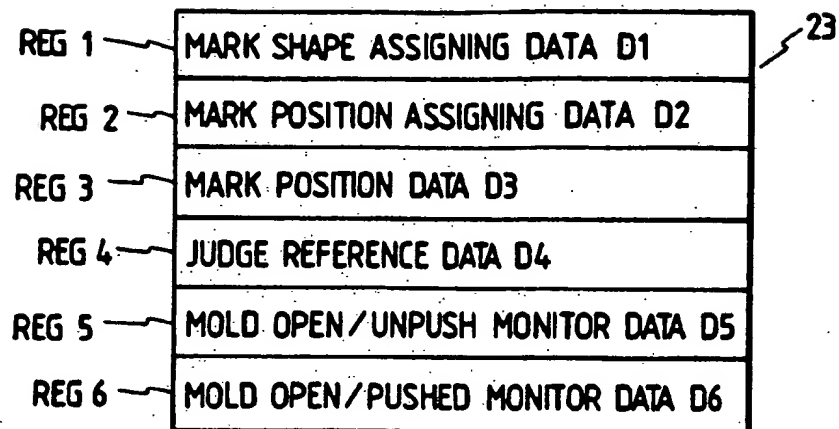 23
REG 1 MARK SHAPE ASSIGNING DATA D1
REG 2 MARK POSITION ASSIGNING DATA D2
REG 3 MARK POSITION DATA D3
REG 4 JUDGE REFERENCE DATA D4
REG 5 MOLD OPEN/UNPUSH MONITOR DATA D5
REG 6 MOLD OPEN/PUSHED MONITOR DATA D6